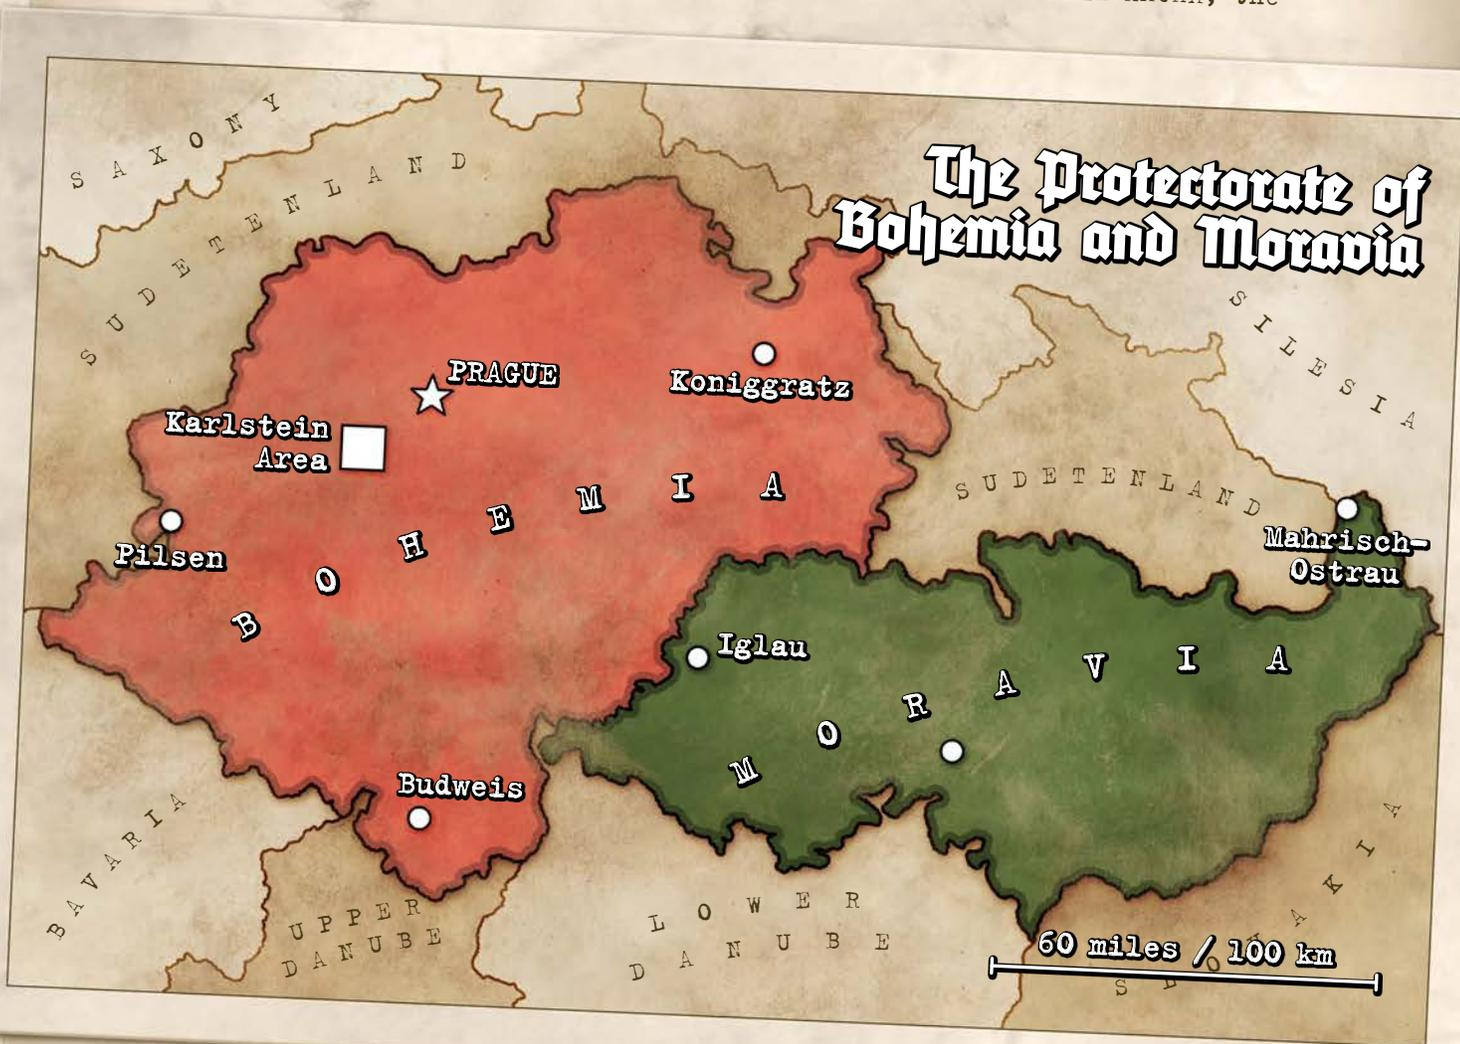 The Protectorate of
Bohemia and Moravia
SAXONY
SUDETENLAND
SILESIA
PRAGUE
Koniggratz
Karlstein
Area
BOHEMIA
SUDETENLAND
Pilsen
Mahrisch-
Ostrau
Iglau
MORAVIA
Budweis
BAVARIA
UPPER
DANUBE
LOWER
DANUBE
SLOVAKIA
60 miles / 100 km